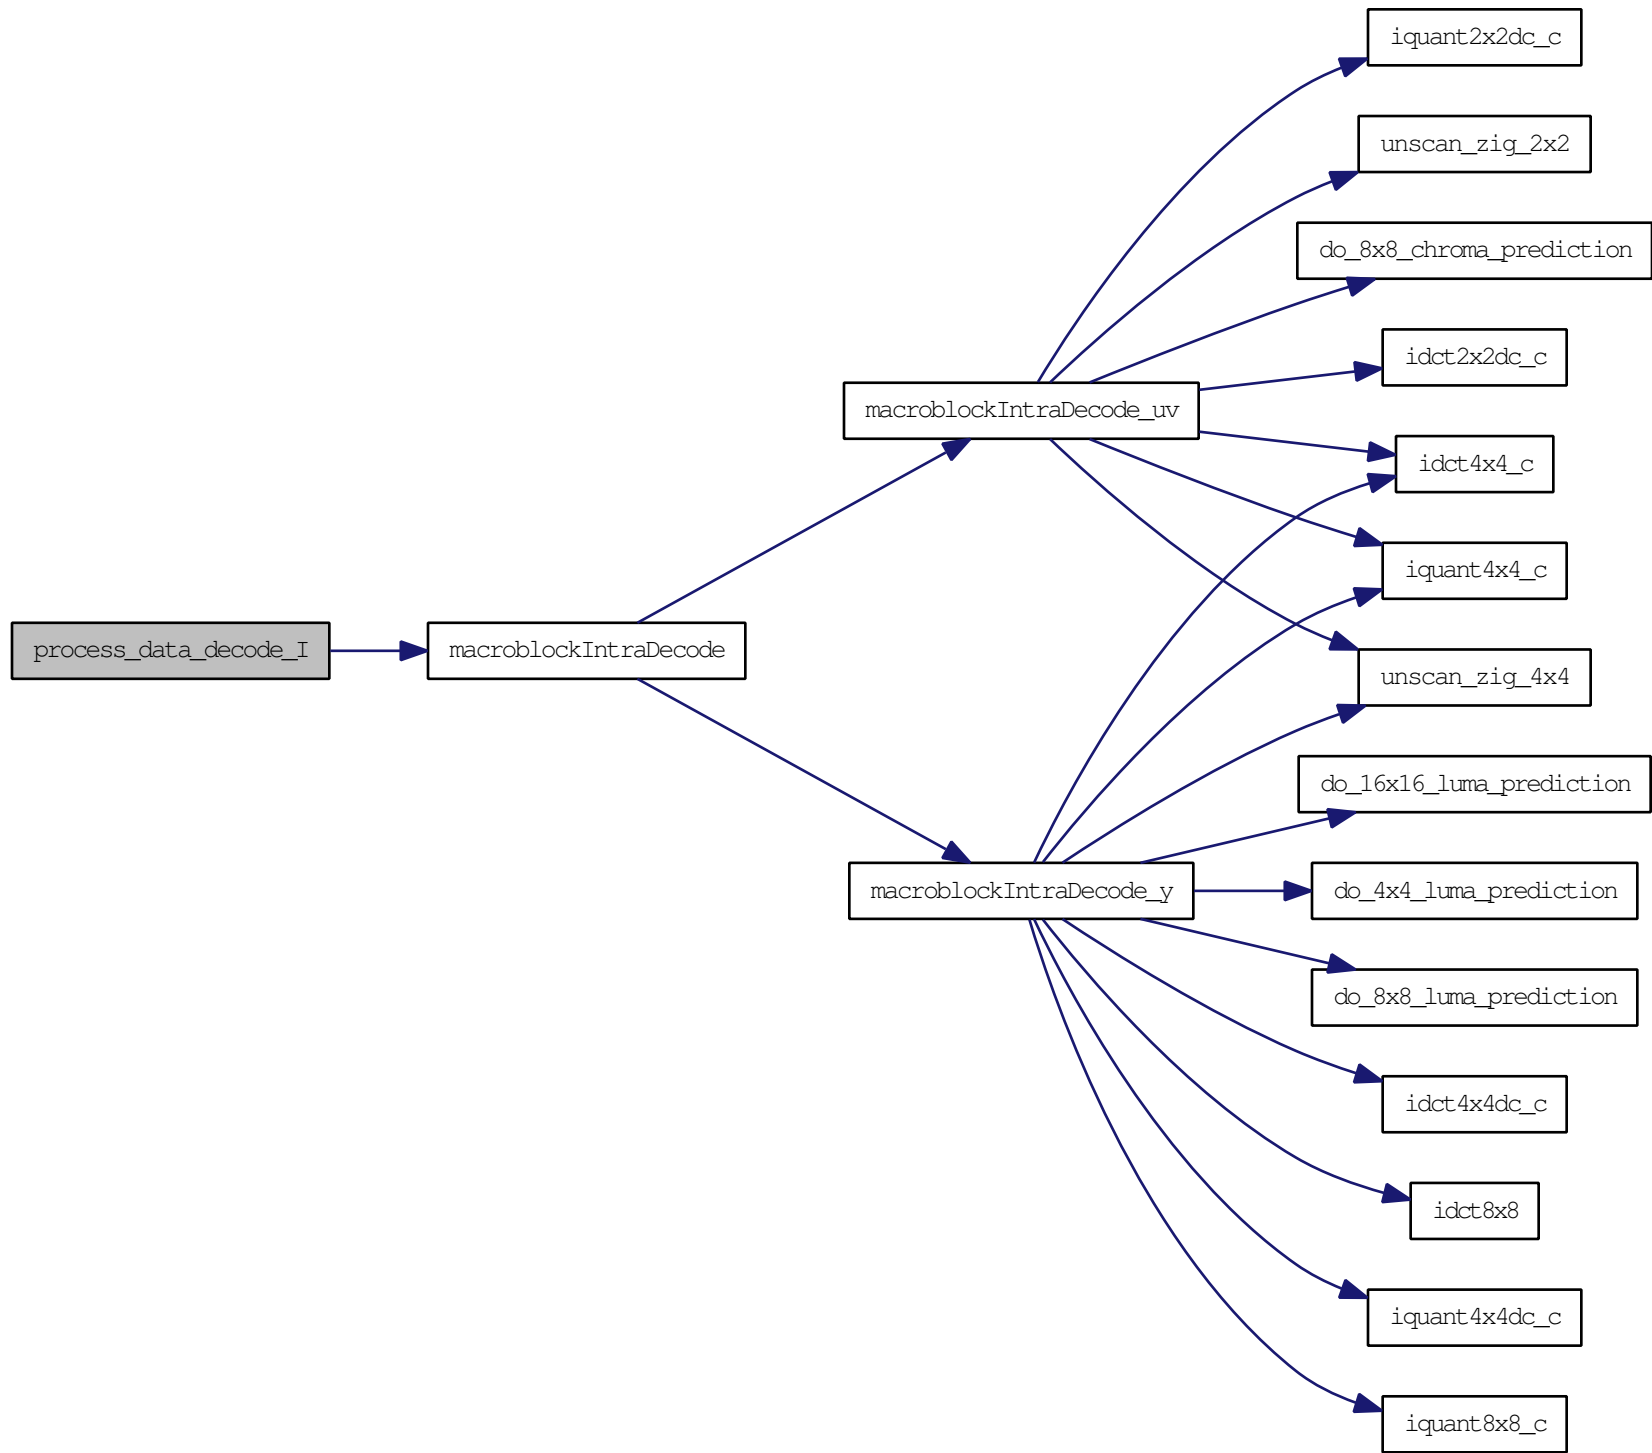 process_data_decode_I
macroblockIntraDecode
macroblockIntraDecode_uv
macroblockIntraDecode_y
iquant2x2dc_c
unscan_zig_2x2
do_8x8_chroma_prediction
idct2x2dc_c
idct4x4_c
iquant4x4_c
unscan_zig_4x4
do_16x16_luma_prediction
do_4x4_luma_prediction
do_8x8_luma_prediction
idct4x4dc_c
idct8x8
iquant4x4dc_c
iquant8x8_c